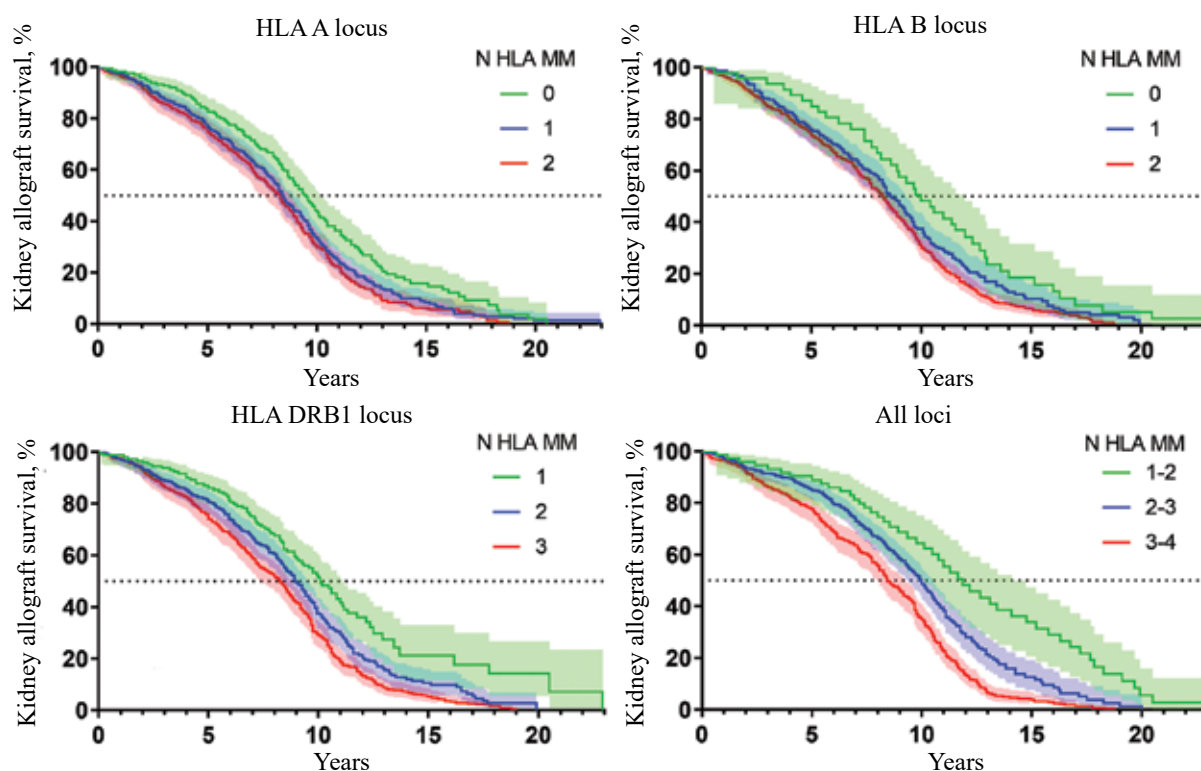 HLA A locus
Kidney allograft survival, %
100
80
60
40
20
0
N HLA MM
0
1
2
0 5 10 15 20
Years
HLA B locus
Kidney allograft survival, %
100
80
60
40
20
0
N HLA MM
0
1
2
0 5 10 15 20
Years
HLA DRB1 locus
Kidney allograft survival, %
100
80
60
40
20
0
N HLA MM
1
2
3
0 5 10 15 20
Years
All loci
Kidney allograft survival, %
100
80
60
40
20
0
N HLA MM
1-2
2-3
3-4
0 5 10 15 20
Years